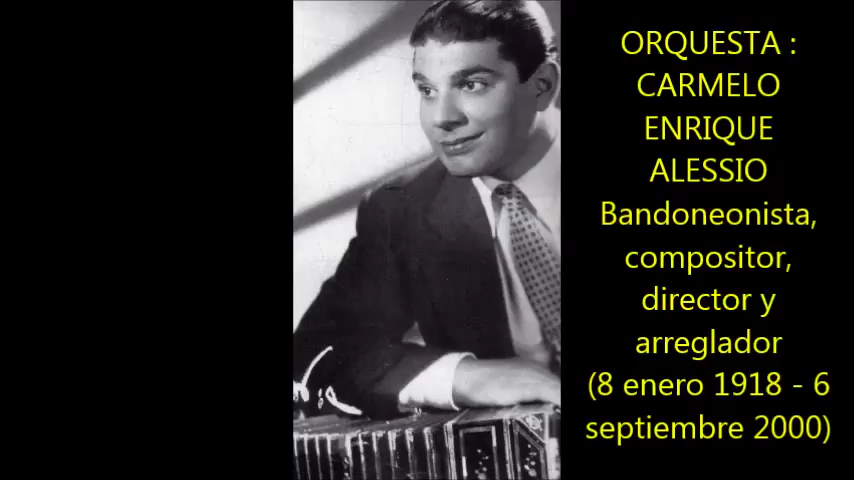 ORQUESTA :
CARMELO
ENRIQUE
ALESSIO
Bandoneonista,
compositor,
director y
arreglador
(8 enero 1918 - 6
septiembre 2000)